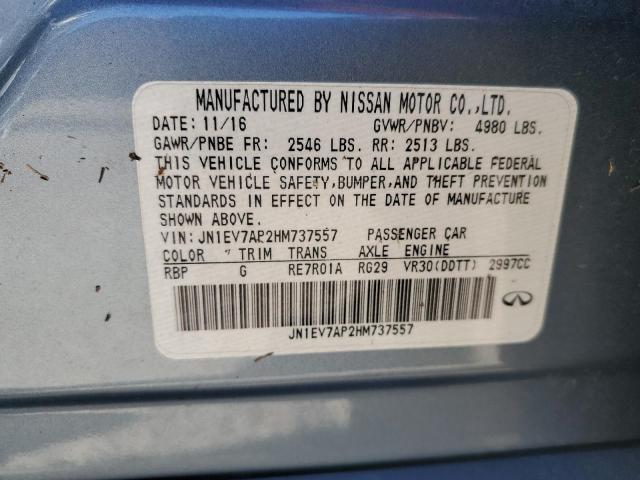 MANUFACTURED BY NISSAN MOTOR CO.,LTD.
DATE: 11/16 GVWR/PNBV: 4980 LBS.
GAWR/PNBE FR: 2546 LBS. RR: 2513 LBS.
THIS VEHICLE CONFORMS TO ALL APPLICABLE FEDERAL
MOTOR VEHICLE SAFETY,BUMPER,AND THEFT PREVENTION
STANDARDS IN EFFECT ON THE DATE OF MANUFACTURE
SHOWN ABOVE.
VIN: JN1EV7AP2HM737557 PASSENGER CAR
COLOR TRIM TRANS AXLE ENGINE
RBP G RE7R01A RG29 VR30(DDTT) 2997CC
JN1EV7AP2HM737557